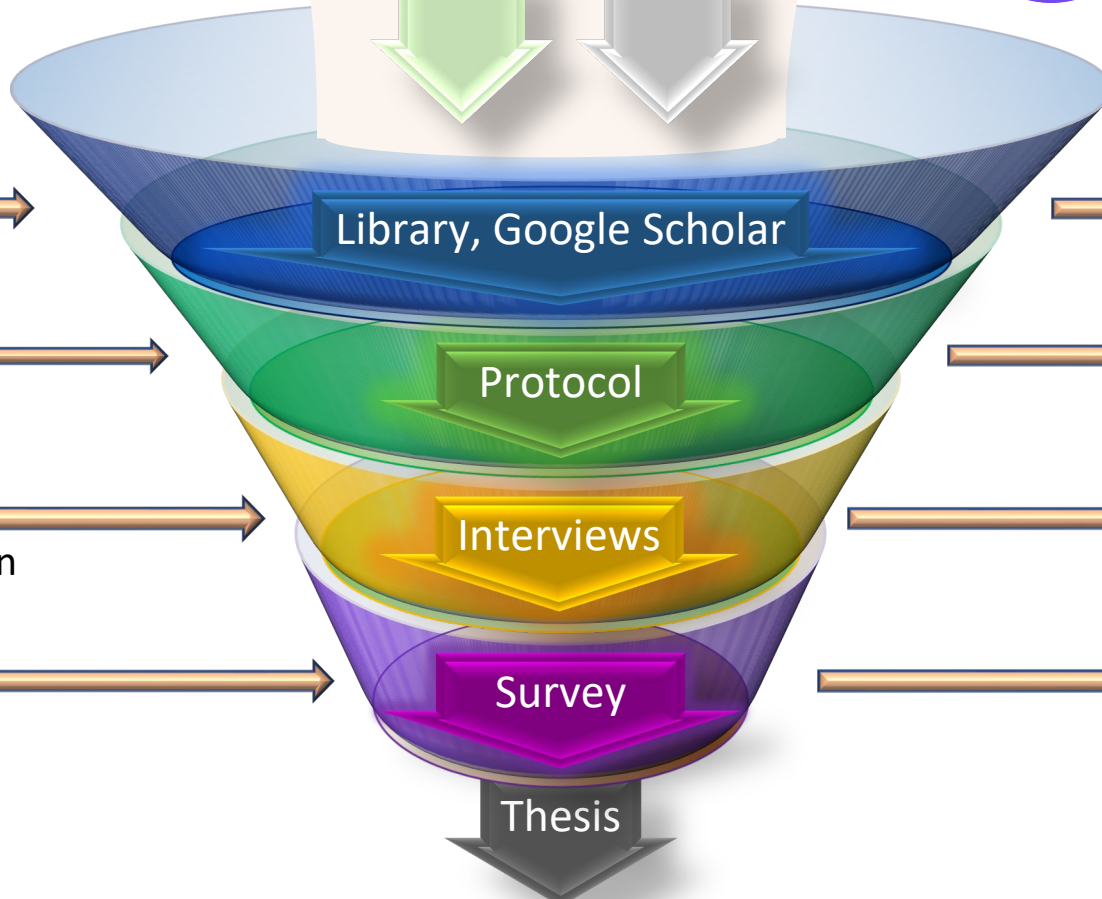 Library, Google Scholar
Protocol
Interviews
n
Survey
Thesis